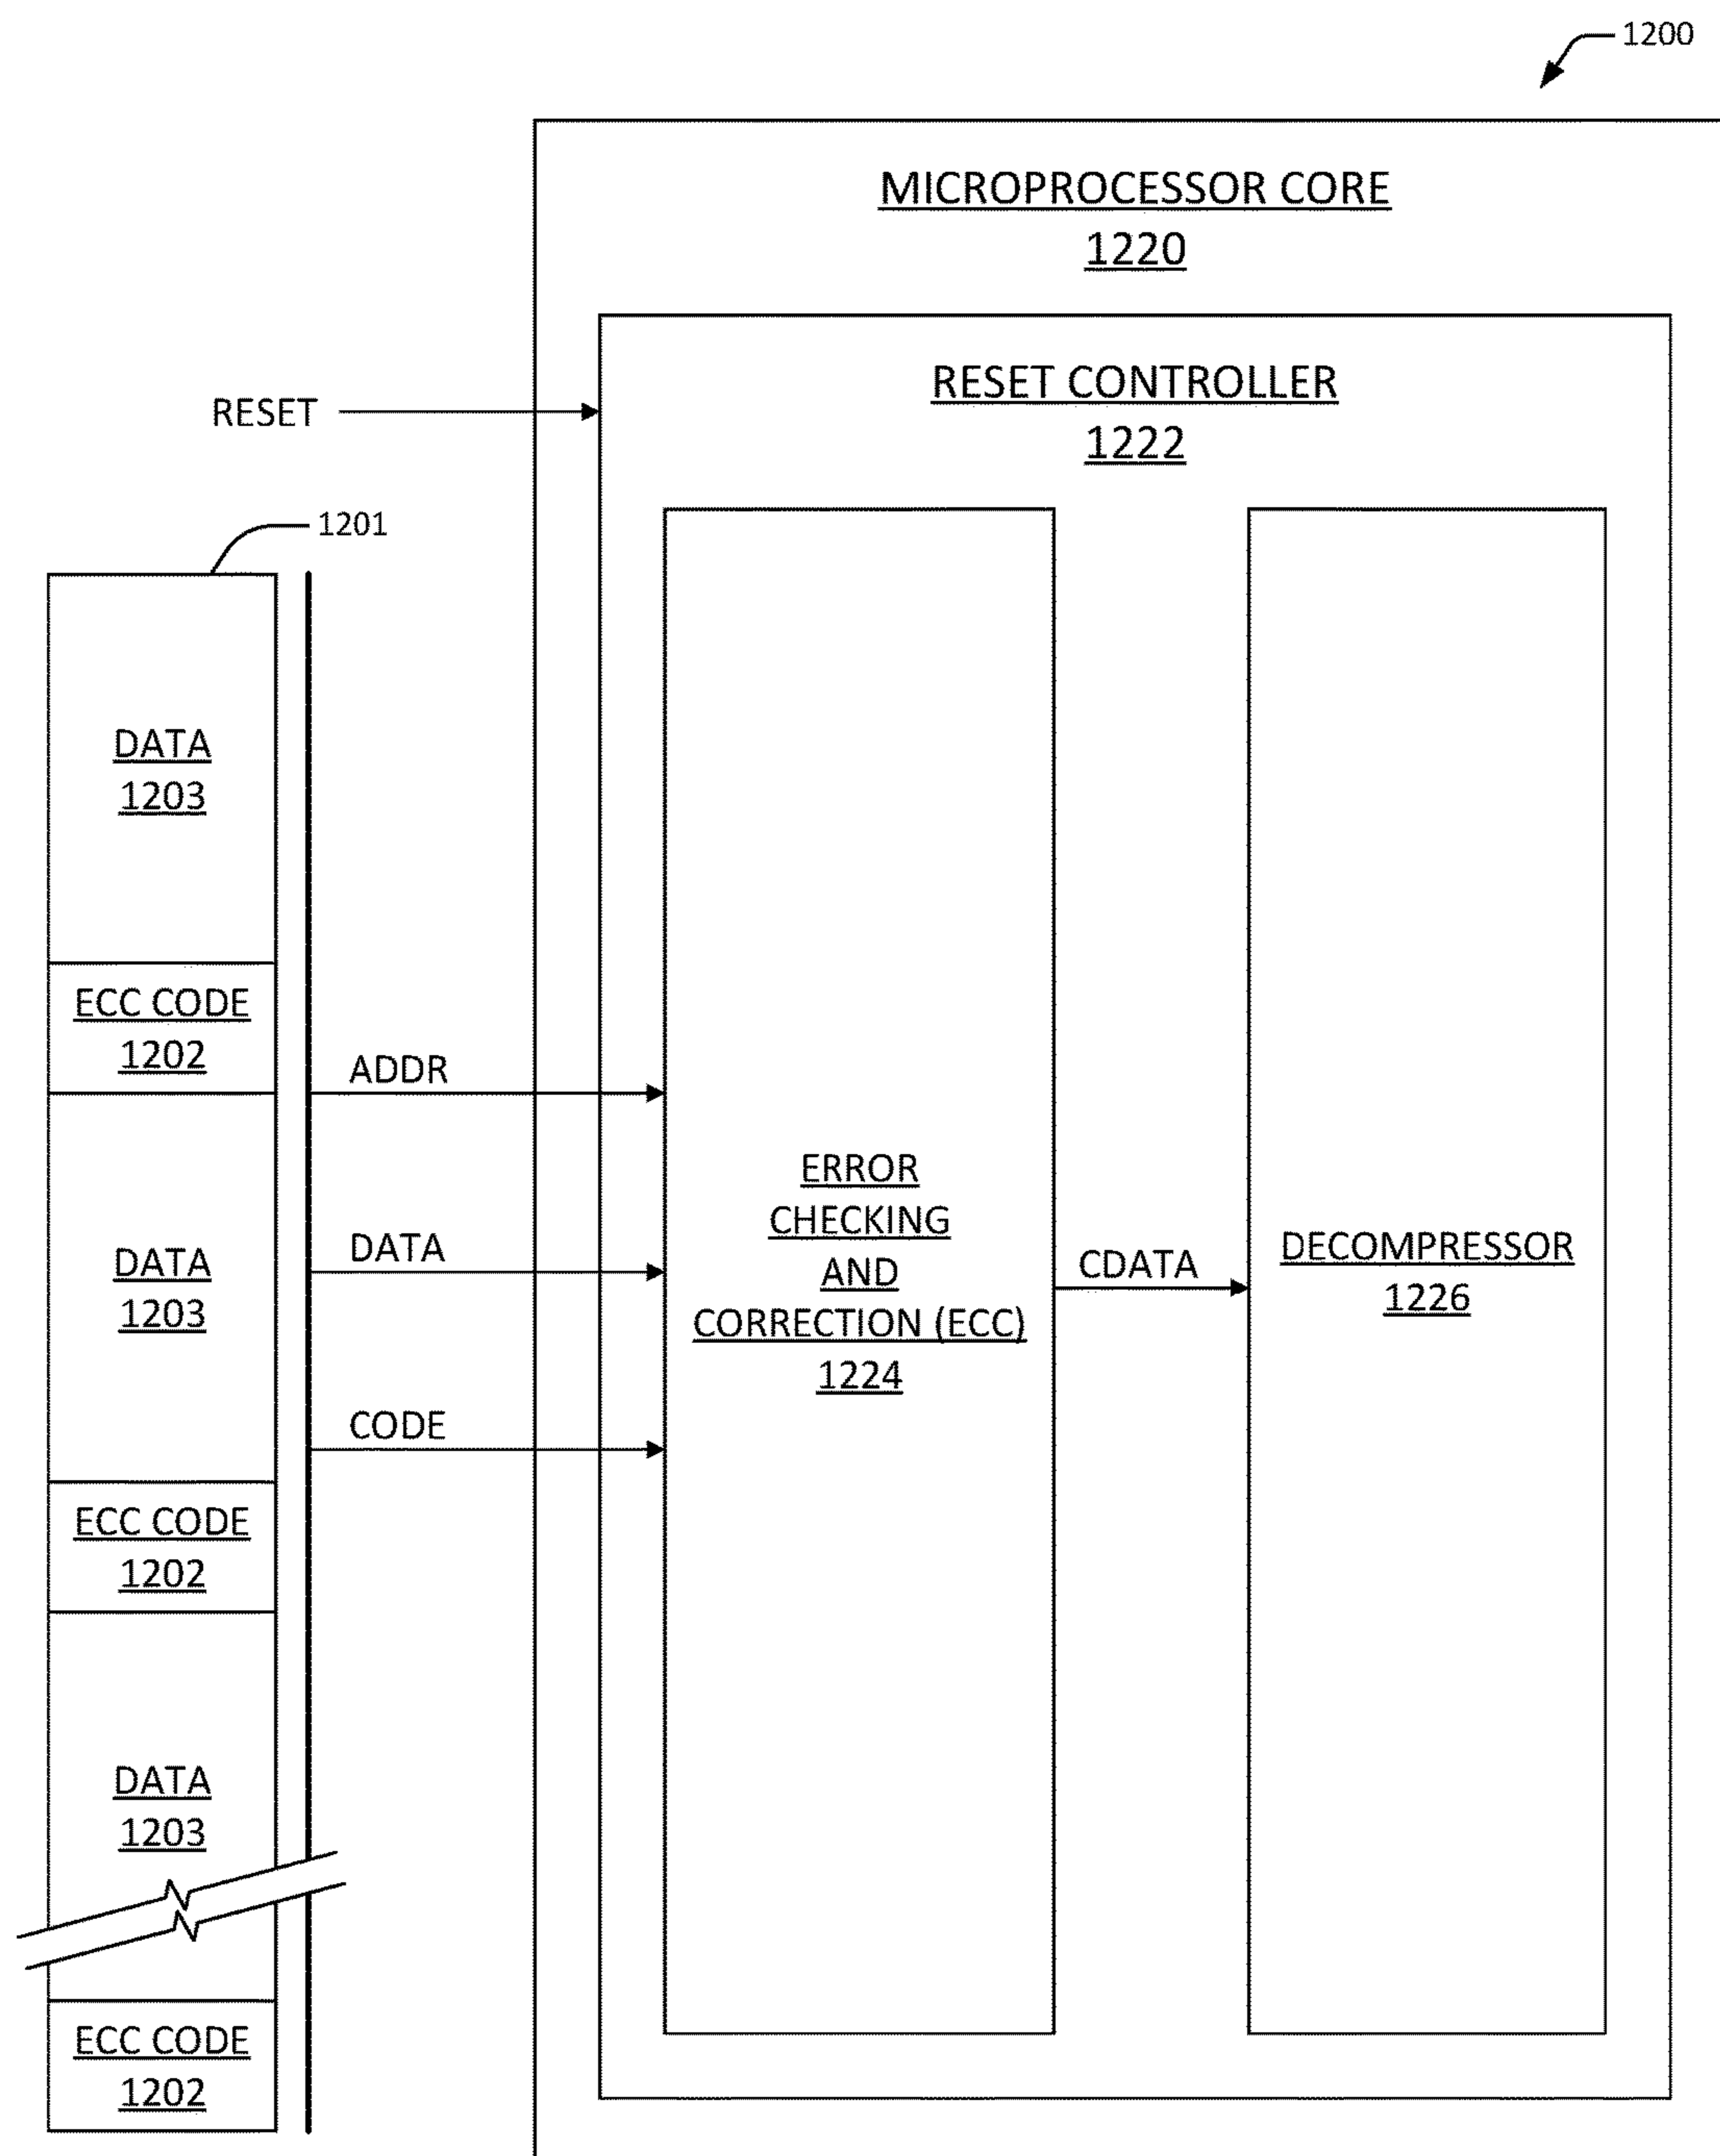 1200
MICROPROCESSOR CORE
1220
RESET CONTROLLER
1222
RESET
1201
DATA
1203
ECC CODE
1202
ADDR
DATA
1203
DATA
CODE
ERROR
CHECKING
AND
CORRECTION (ECC)
1224
CDATA
DECOMPRESSOR
1226
ECC CODE
1202
DATA
1203
ECC CODE
1202